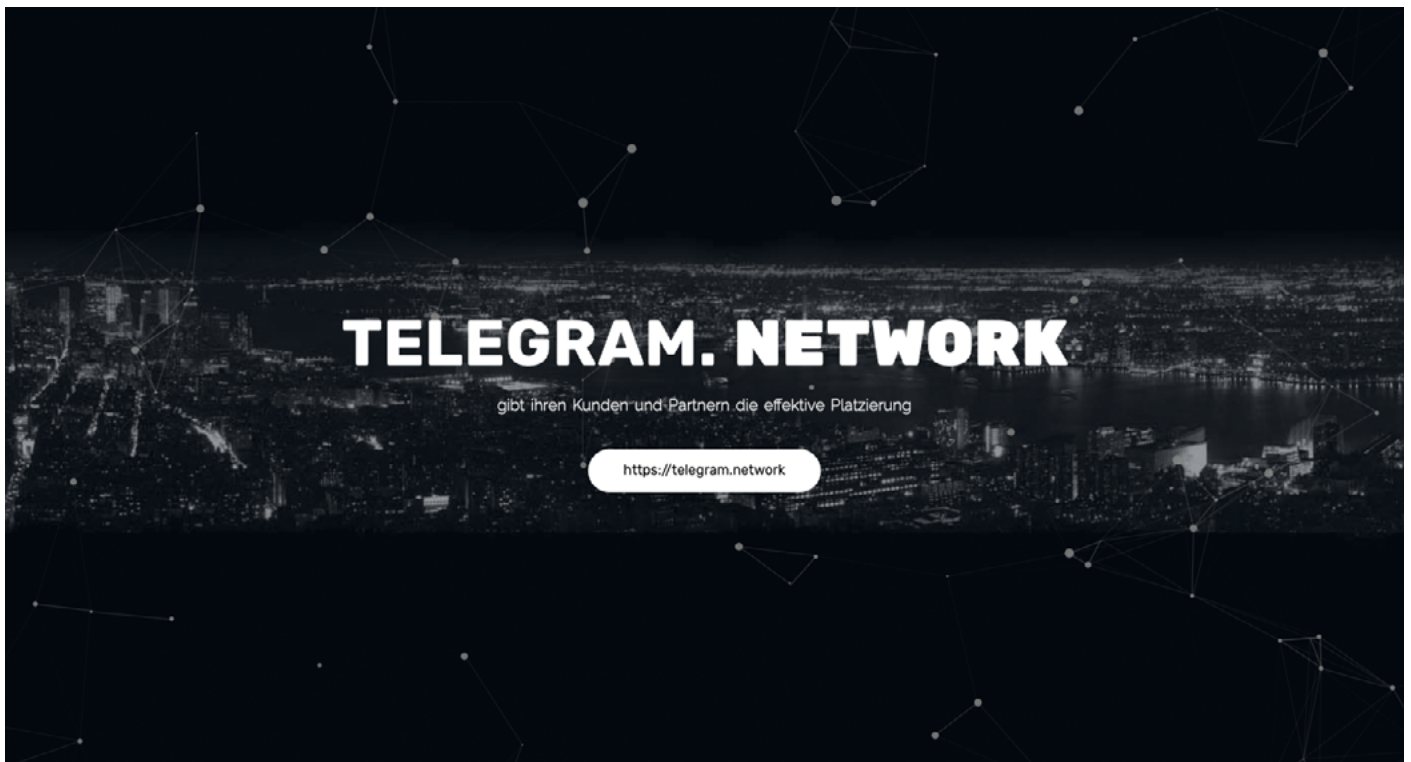 TELEGRAM. NETWORK
gibt ihren Kunden und Partnern die effektive Platzierung
https://telegram.network